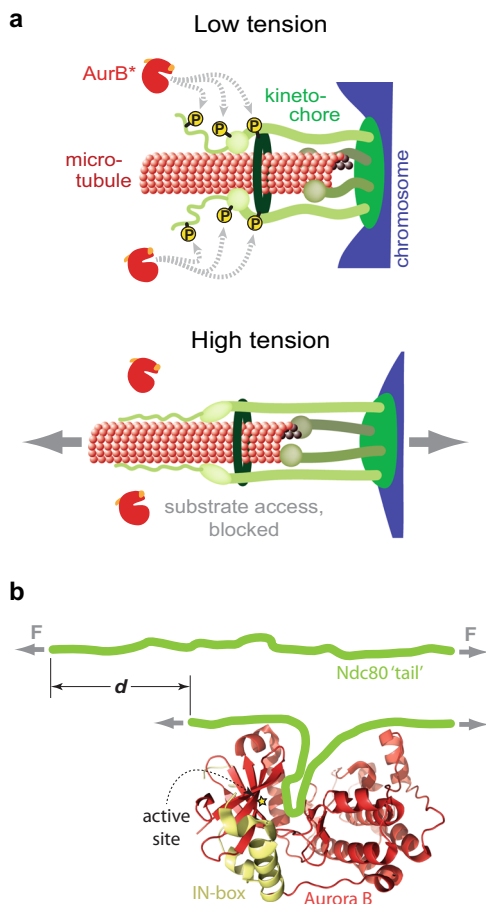 a
Low tension
AurB*
P
P
P
kineto-
chore
micro-
tubule
chromosome
P
P
P
High tension
substrate access,
blocked
b
F
F
Ndc80 'tail'
d
active
site
IN-box
Aurora B